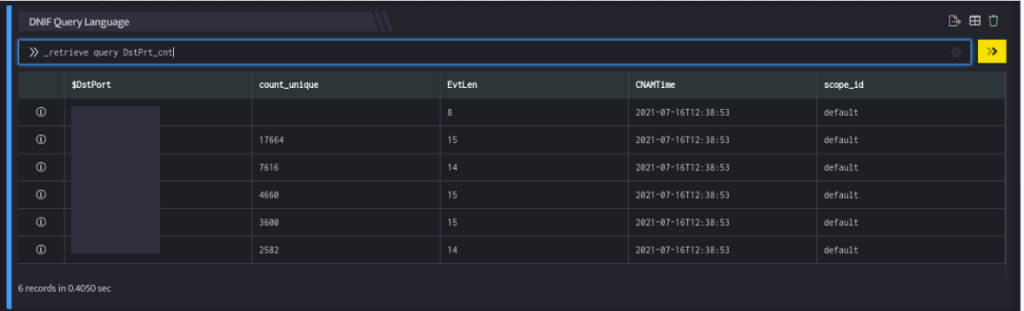 DNIF Query Language
_retrieve query DstPrt_cnt
$DstPort count_unique EvtLen CNAMTime scope_id
8 2021-07-16T12:38:53 default
17664 15 2021-07-16T12:38:53 default
7616 14 2021-07-16T12:38:53 default
4660 15 2021-07-16T12:38:53 default
3600 15 2021-07-16T12:38:53 default
2582 14 2021-07-16T12:38:53 default
6 records in 0.4050 sec